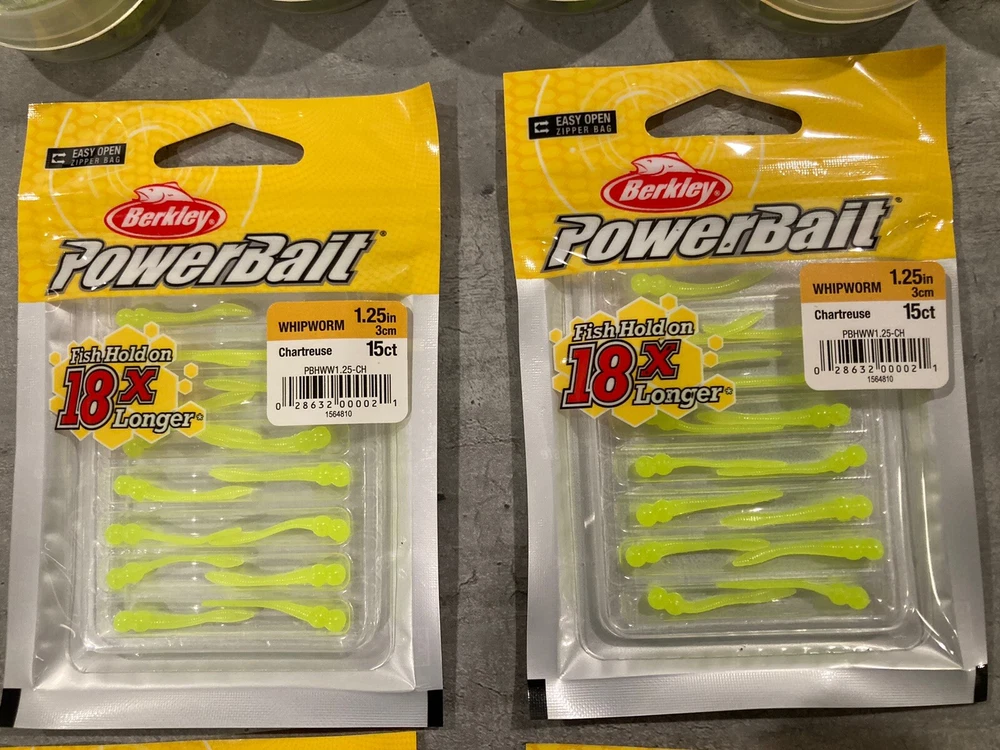 EASY OPEN
ZIPPER BAG
Berkley
PowerBait
Fish Hold on
18x
Longer
WHIPWORM
1.25in
3cm
Chartreuse
15ct
PBHWW1.25-CH
0 28632 00002 1
1564810
EASY OPEN
ZIPPER BAG
Berkley
PowerBait
Fish Hold on
18x
Longer
WHIPWORM
1.25in
3cm
Chartreuse
15ct
PBHWW1.25-CH
0 28632 00002 1
1564810